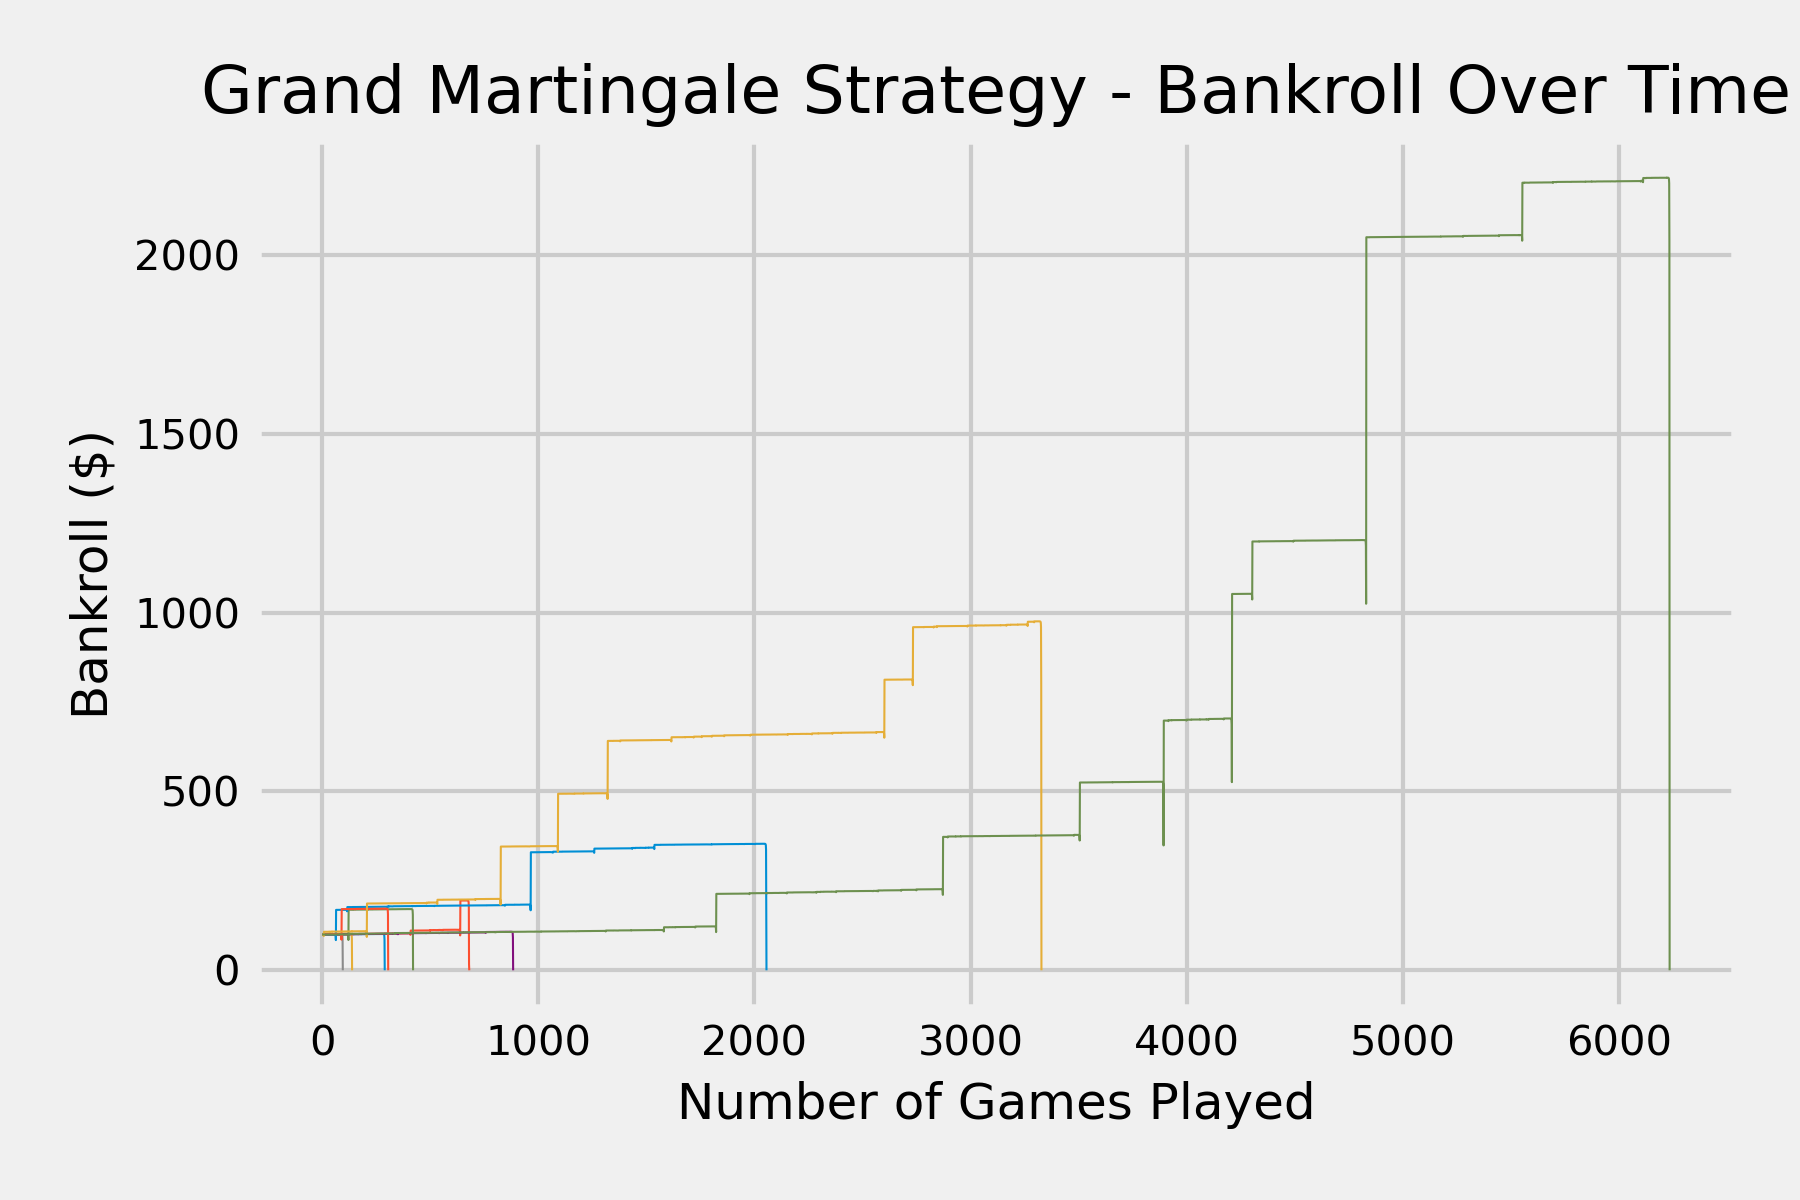 Grand Martingale Strategy - Bankroll Over Time
Bankroll ($)
2000
1500
1000
500
0
0 1000 2000 3000 4000 5000 6000
Number of Games Played